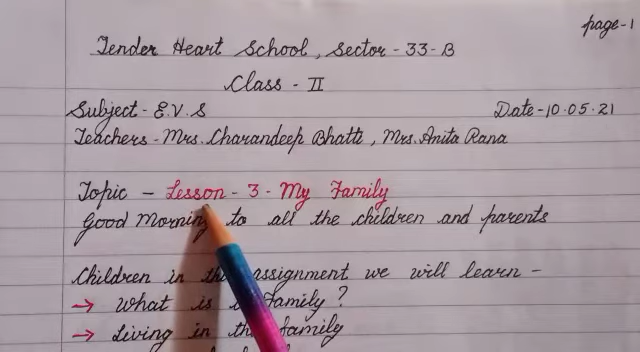 page-1
Tender Heart School, Sector-33-B
Class - II
Subject - E.V.S Date-10.05.21
Teachers - Mrs. Charandeep Bhatti, Mrs. Anita Rana
Topic - Lesson - 3 - My Family
Good Morning to all the children and parents
Children in this assignment we will learn -
→ What is a Family?
→ Living in the family